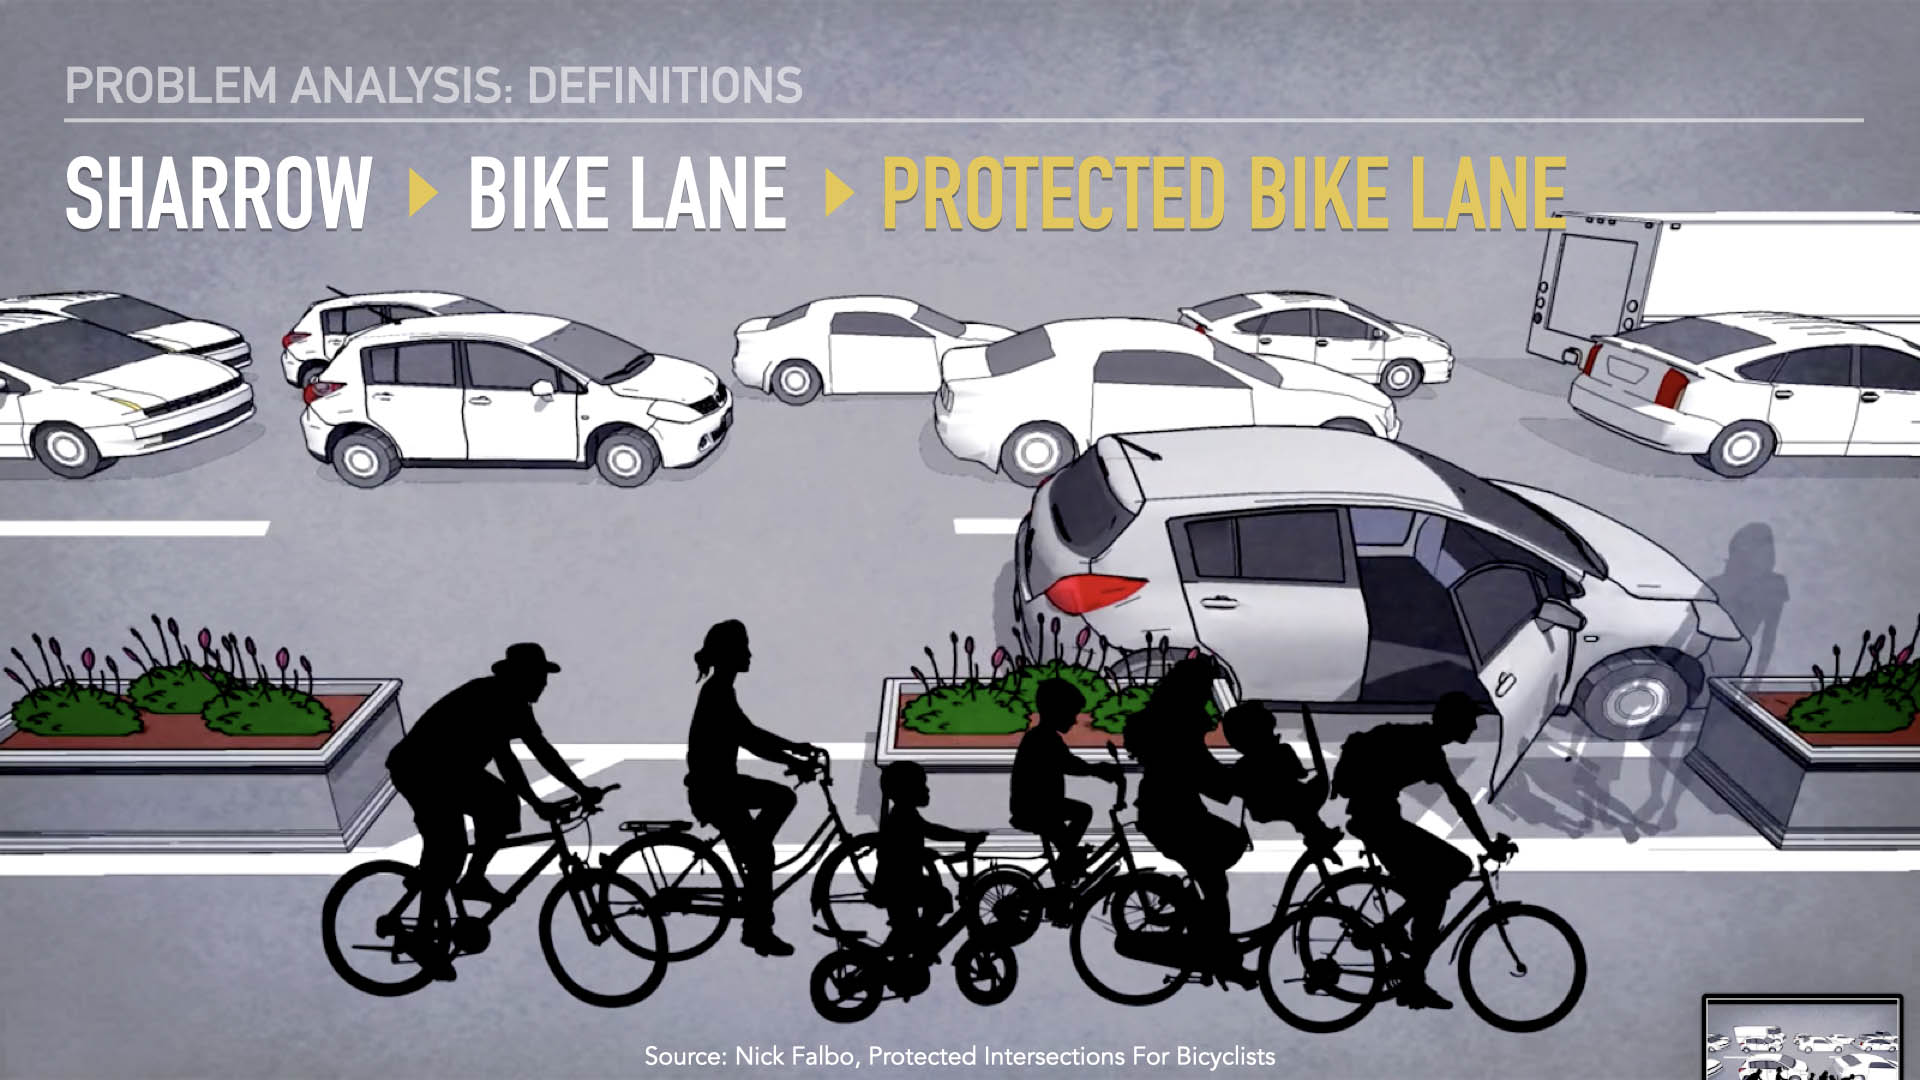 PROBLEM ANALYSIS: DEFINITIONS
SHARROW ▸ BIKE LANE ▸ PROTECTED BIKE LANE
Source: Nick Falbo, Protected Intersections For Bicyclists